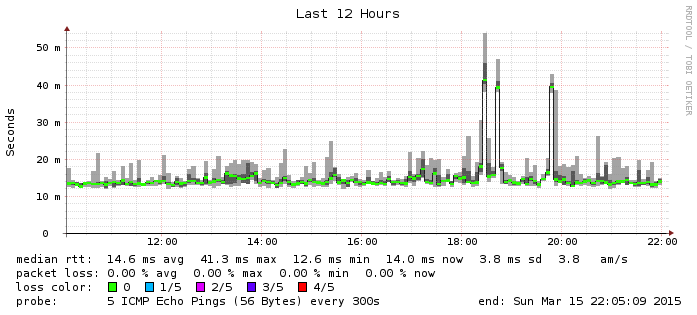 Last 12 Hours
RRDTOOL / TOBI OETIKER
Seconds
50 m
40 m
30 m
20 m
10 m
0
12:00 14:00 16:00 18:00 20:00 22:00
median rtt: 14.6 ms avg 41.3 ms max 12.6 ms min 14.0 ms now 3.8 ms sd 3.8 am/s
packet loss: 0.00 % avg 0.00 % max 0.00 % min 0.00 % now
loss color: 0 1/5 2/5 3/5 4/5
probe: 5 ICMP Echo Pings (56 Bytes) every 300s end: Sun Mar 15 22:05:09 2015